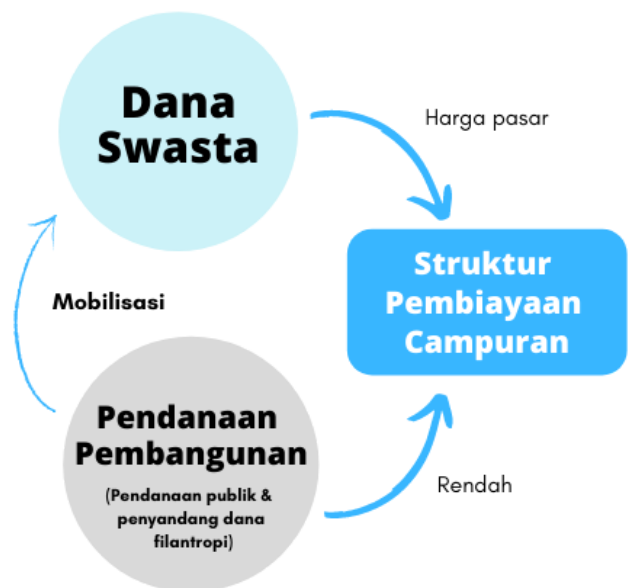 Dana
Swasta
Harga pasar
Struktur
Pembiayaan
Campuran
Mobilisasi
Pendanaan
Pembangunan
(Pendanaan publik &
penyandang dana
filantropi)
Rendah